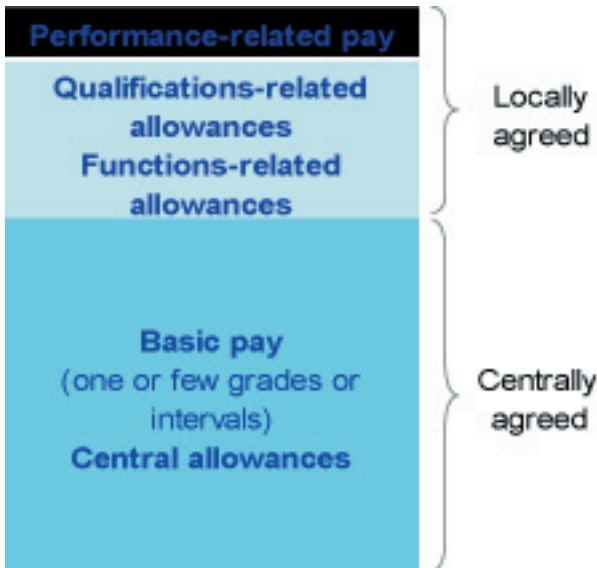 Performance-related pay
Qualifications-related
allowances
Functions-related
allowances
Locally
agreed
Basic pay
(one or few grades or
intervals)
Central allowances
Centrally
agreed